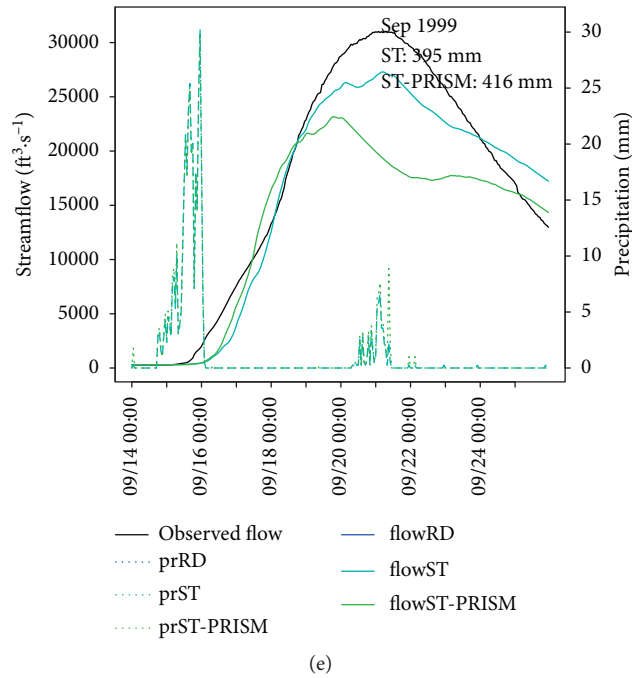 Sep 1999
ST: 395 mm
ST-PRISM: 416 mm
Streamflow (ft³·s⁻¹)
30000
25000
20000
15000
10000
5000
0
Precipitation (mm)
30
25
20
15
10
5
0
09/14 00:00
09/16 00:00
09/18 00:00
09/20 00:00
09/22 00:00
09/24 00:00
Observed flow
prRD
prST
prST-PRISM
flowRD
flowST
flowST-PRISM
(e)